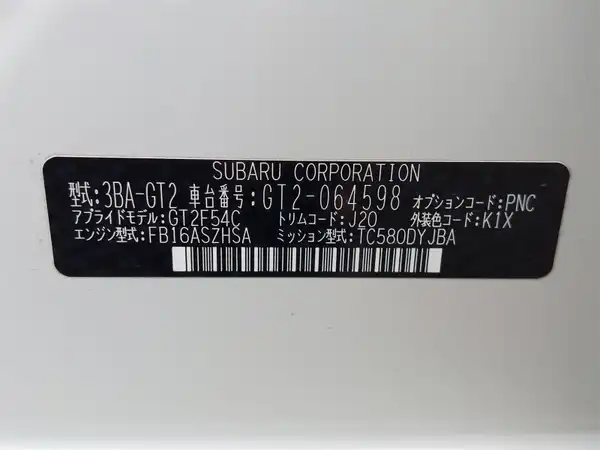 SUBARU CORPORATION
型式:3BA-GT2 車台番号:GT2-064598 オプションコード:PNC
アプライドモデル:GT2F54C トリムコード:J20 外装色コード:K1X
エンジン型式:FB16ASZHSA ミッション型式:TC580DYJBA